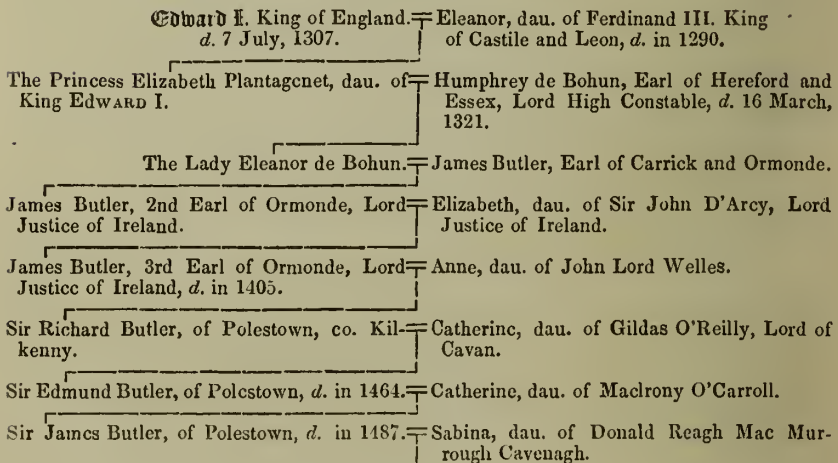 Edward I. King of England.
d. 7 July, 1307.
Eleanor, dau. of Ferdinand III. King
of Castile and Leon, d. in 1290.
The Princess Elizabeth Plantagenet, dau. of
King EDWARD I.
Humphrey de Bohun, Earl of Hereford and
Essex, Lord High Constable, d. 16 March,
1321.
The Lady Eleanor de Bohun.
James Butler, Earl of Carrick and Ormonde.
James Butler, 2nd Earl of Ormonde, Lord
Justice of Ireland.
Elizabeth, dau. of Sir John D'Arcy, Lord
Justice of Ireland.
James Butler, 3rd Earl of Ormonde, Lord
Justice of Ireland, d. in 1405.
Anne, dau. of John Lord Welles.
Sir Richard Butler, of Polestown, co. Kil-
kenny.
Catherine, dau. of Gildas O'Reilly, Lord of
Cavan.
Sir Edmund Butler, of Polestown, d. in 1464.
Catherine, dau. of Maclrony O'Carroll.
Sir James Butler, of Polestown, d. in 1487.
Sabina, dau. of Donald Reagh Mac Mur-
rough Cavenagh.